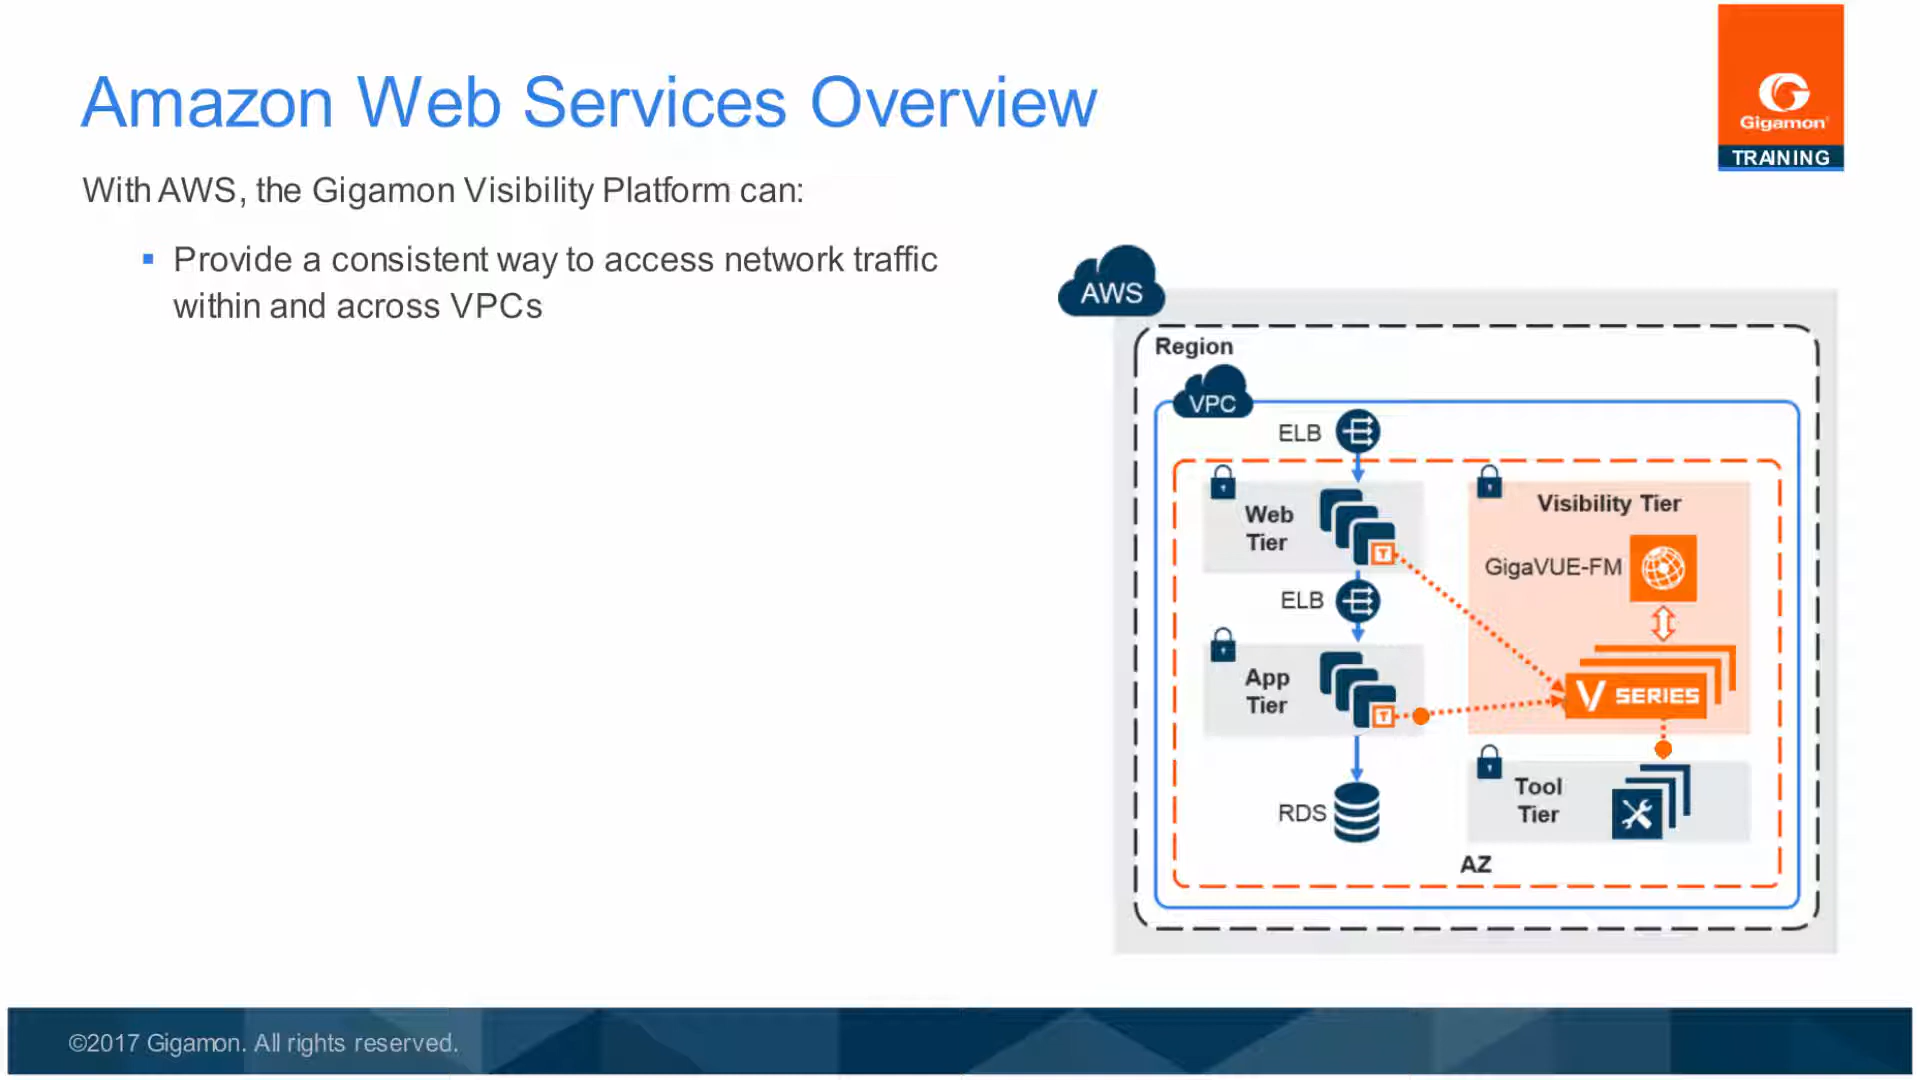 Amazon Web Services Overview
Gigamon
TRAINING
With AWS, the Gigamon Visibility Platform can:
▪ Provide a consistent way to access network traffic
within and across VPCs
AWS
Region
VPC
ELB
Web
Tier
T
ELB
App
Tier
T
RDS
Visibility Tier
GigaVUE-FM
V SERIES
Tool
Tier
AZ
©2017 Gigamon. All rights reserved.